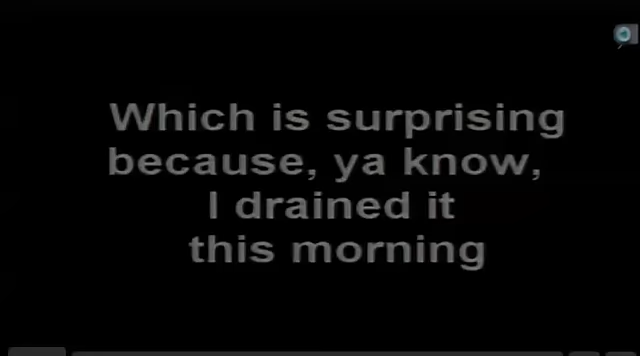 Which is surprising
because, ya know,
I drained it
this morning